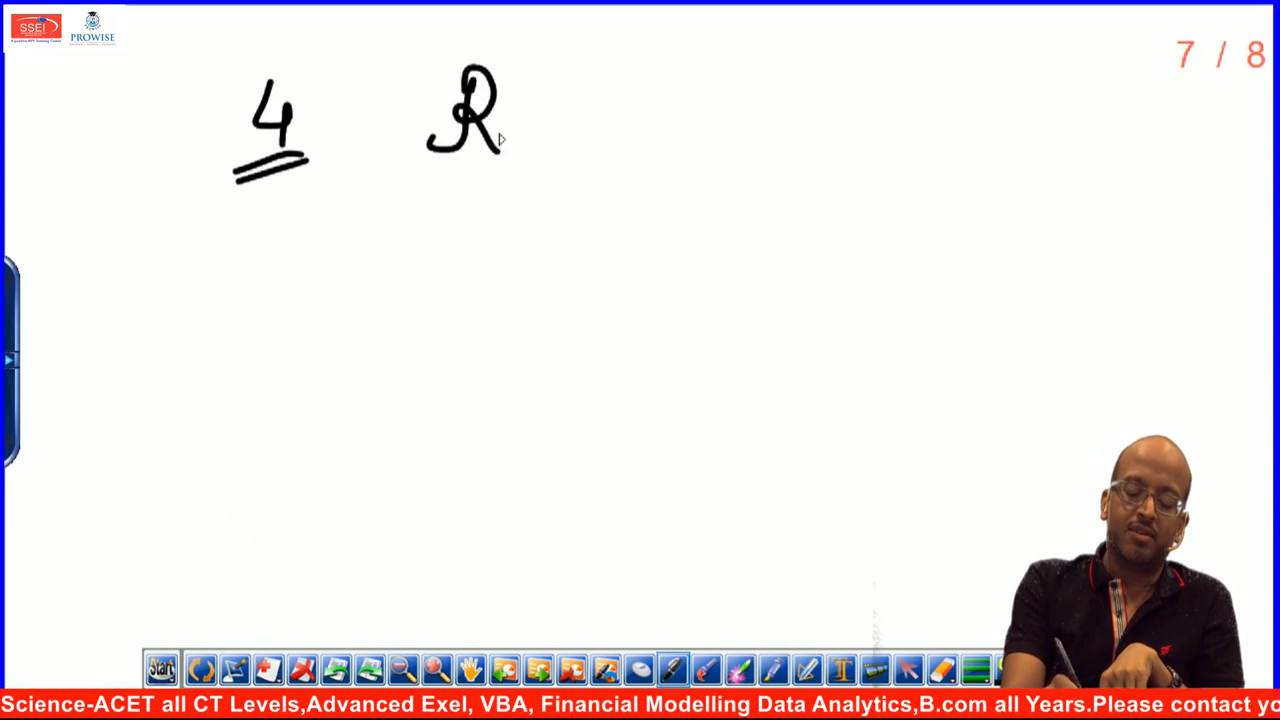 SSEI
PROWISE
7 / 8
4 R
Start
Science-ACET all CT Levels,Advanced Exel, VBA, Financial Modelling Data Analytics,B.com all Years.Please contact yo